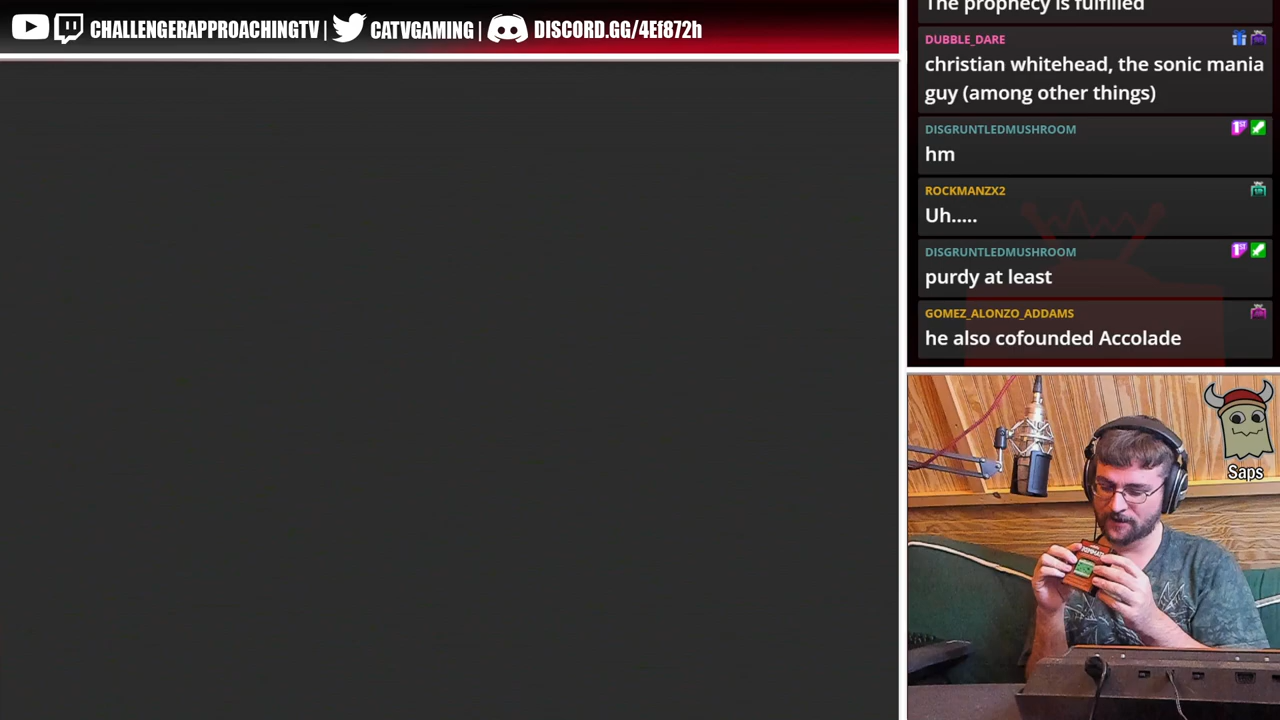 CHALLENGERAPPROACHINGTV | CATVGAMING | DISCORD.GG/4Ef872h
The prophecy is fulfilled
DUBBLE_DARE
christian whitehead, the sonic mania
guy (among other things)
DISGRUNTLEDMUSHROOM
hm
ROCKMANZX2
Uh.....
DISGRUNTLEDMUSHROOM
purdy at least
GOMEZ_ALONZO_ADDAMS
he also cofounded Accolade
Saps